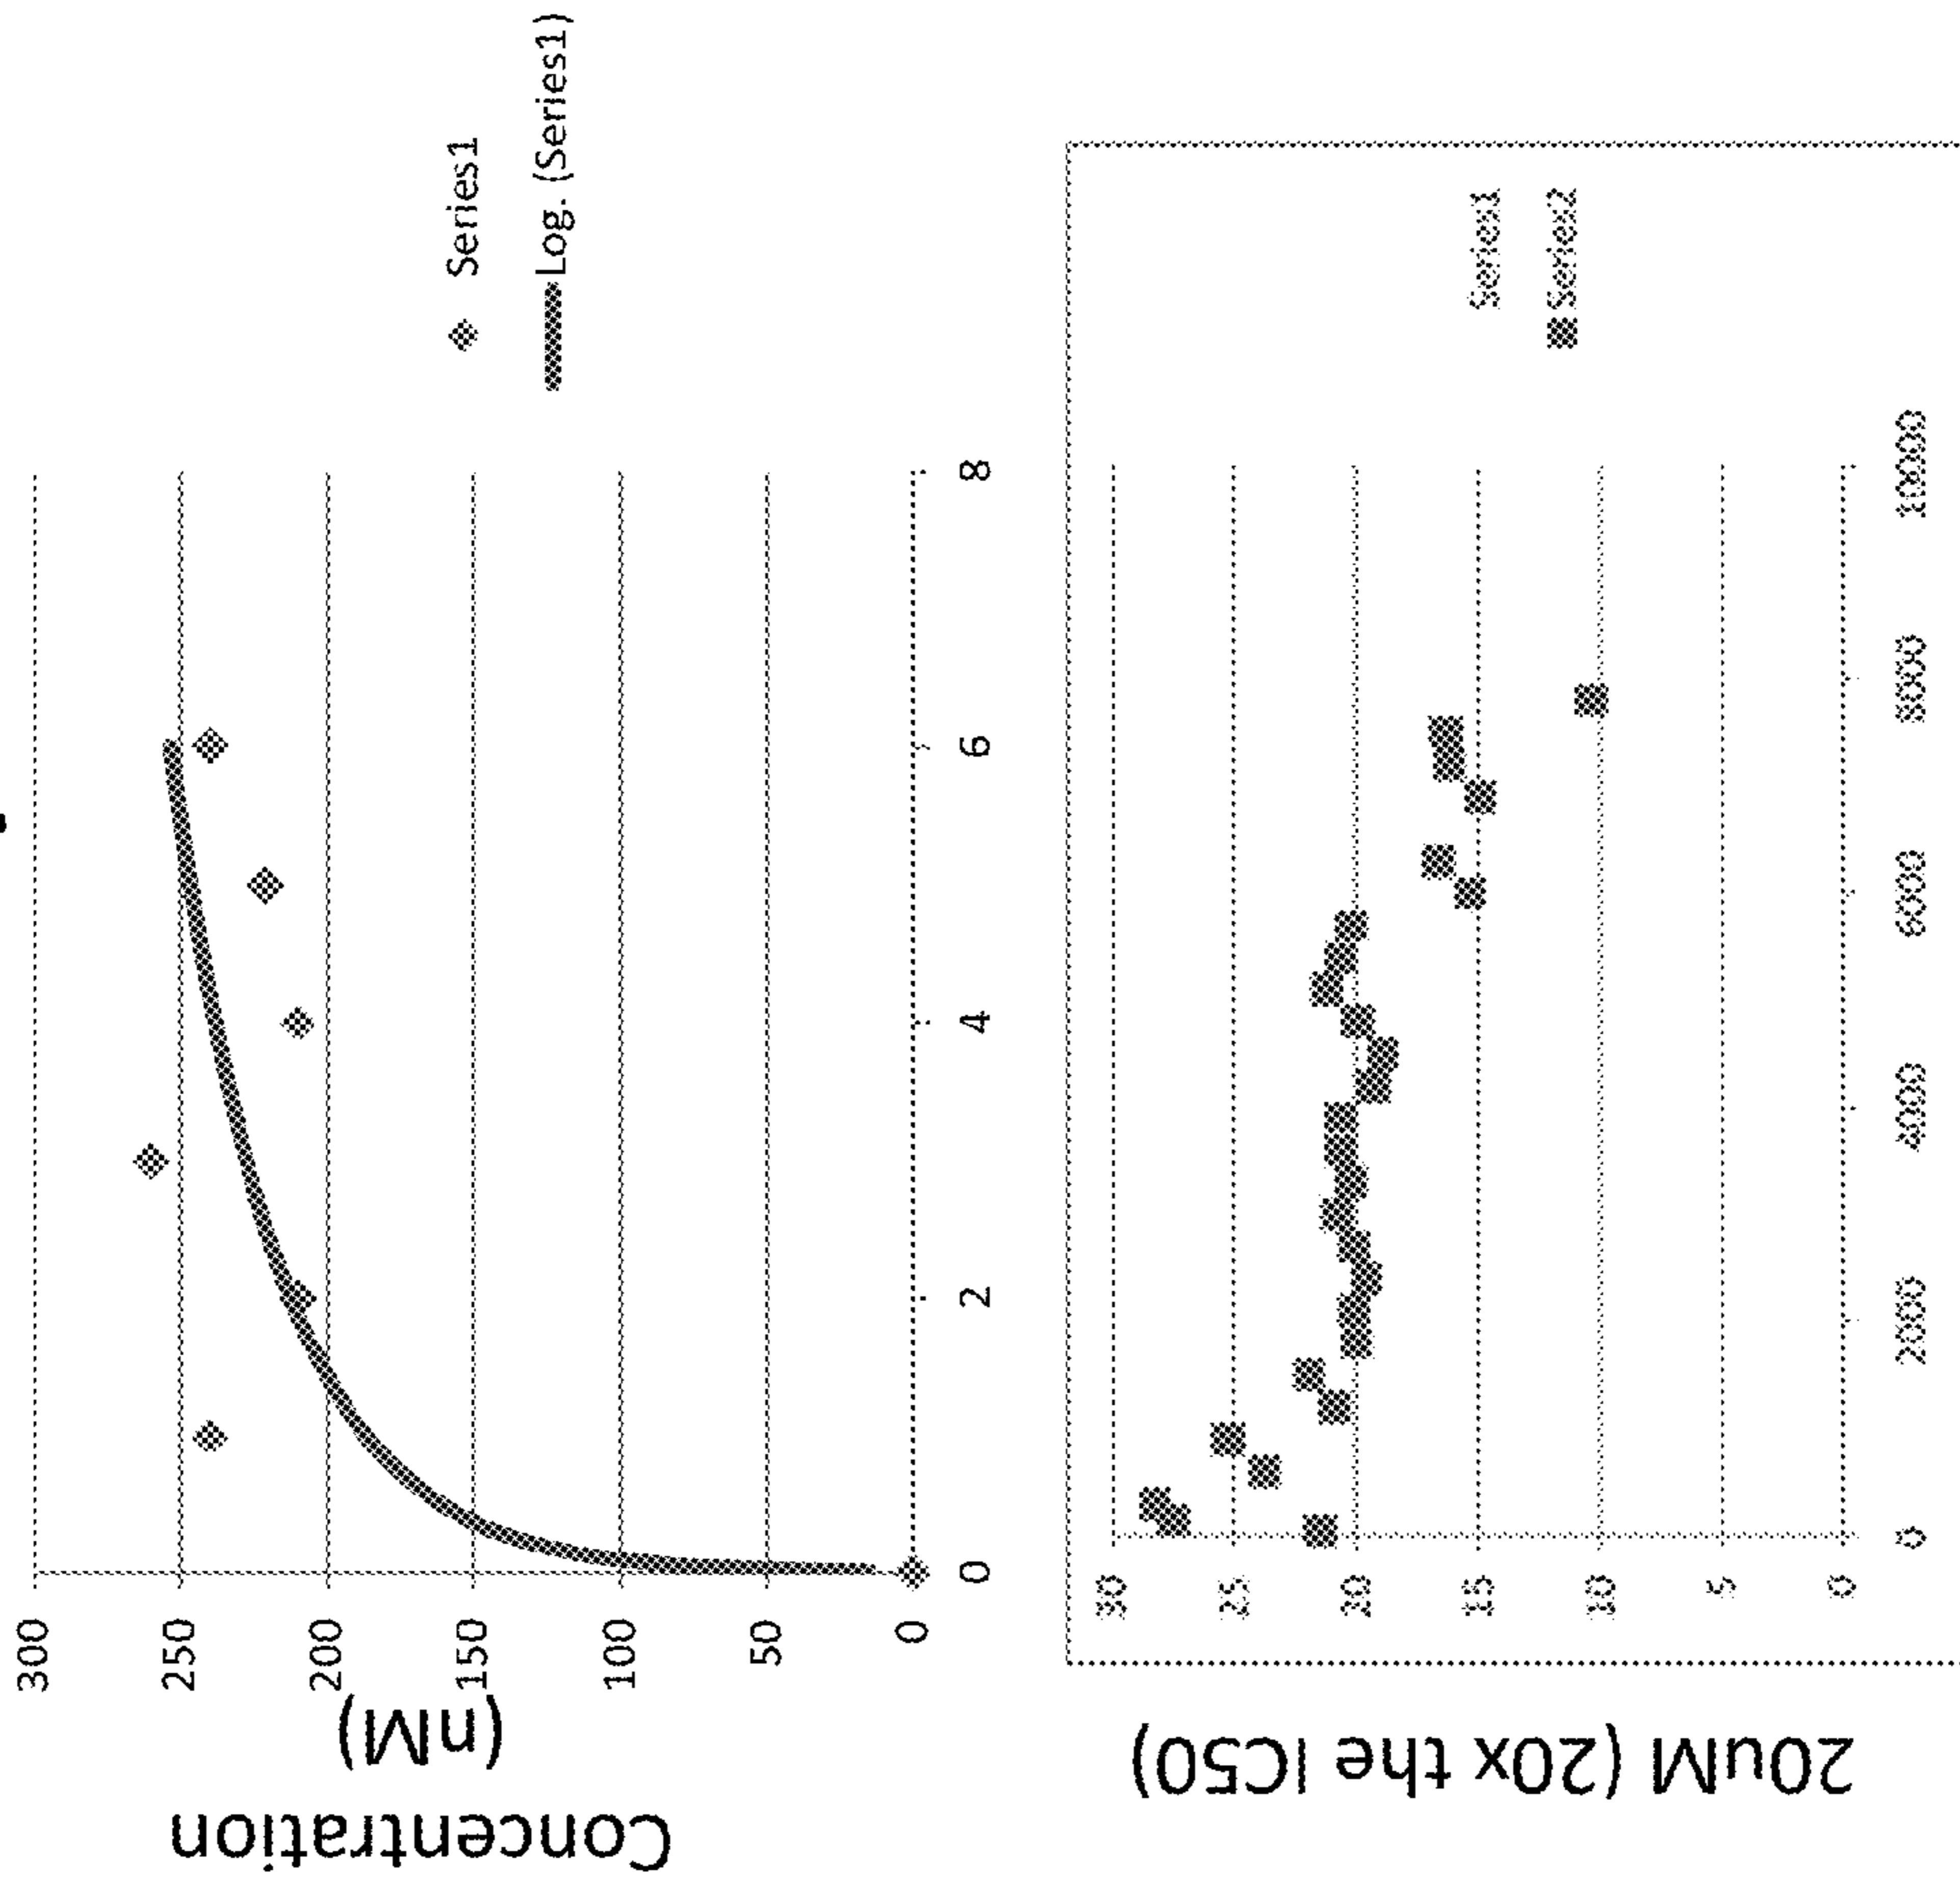 Concentration
(nM)
300
250
200
150
100
50
0
0 2 4 6 8
Series1
Log. (Series1)
20uM (20x the IC50)
30
25
20
15
10
5
0
0 2000 4000 6000 8000 10000
Series1
Series2